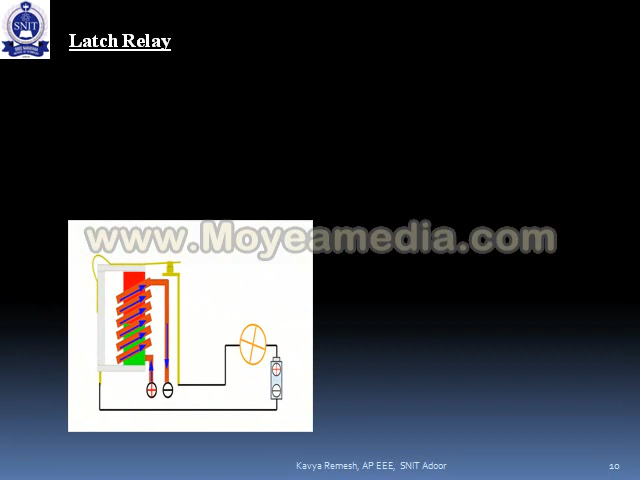 SNIT
Latch Relay
www.Moyeamedia.com
Kavya Remesh, AP EEE, SNIT Adoor
10